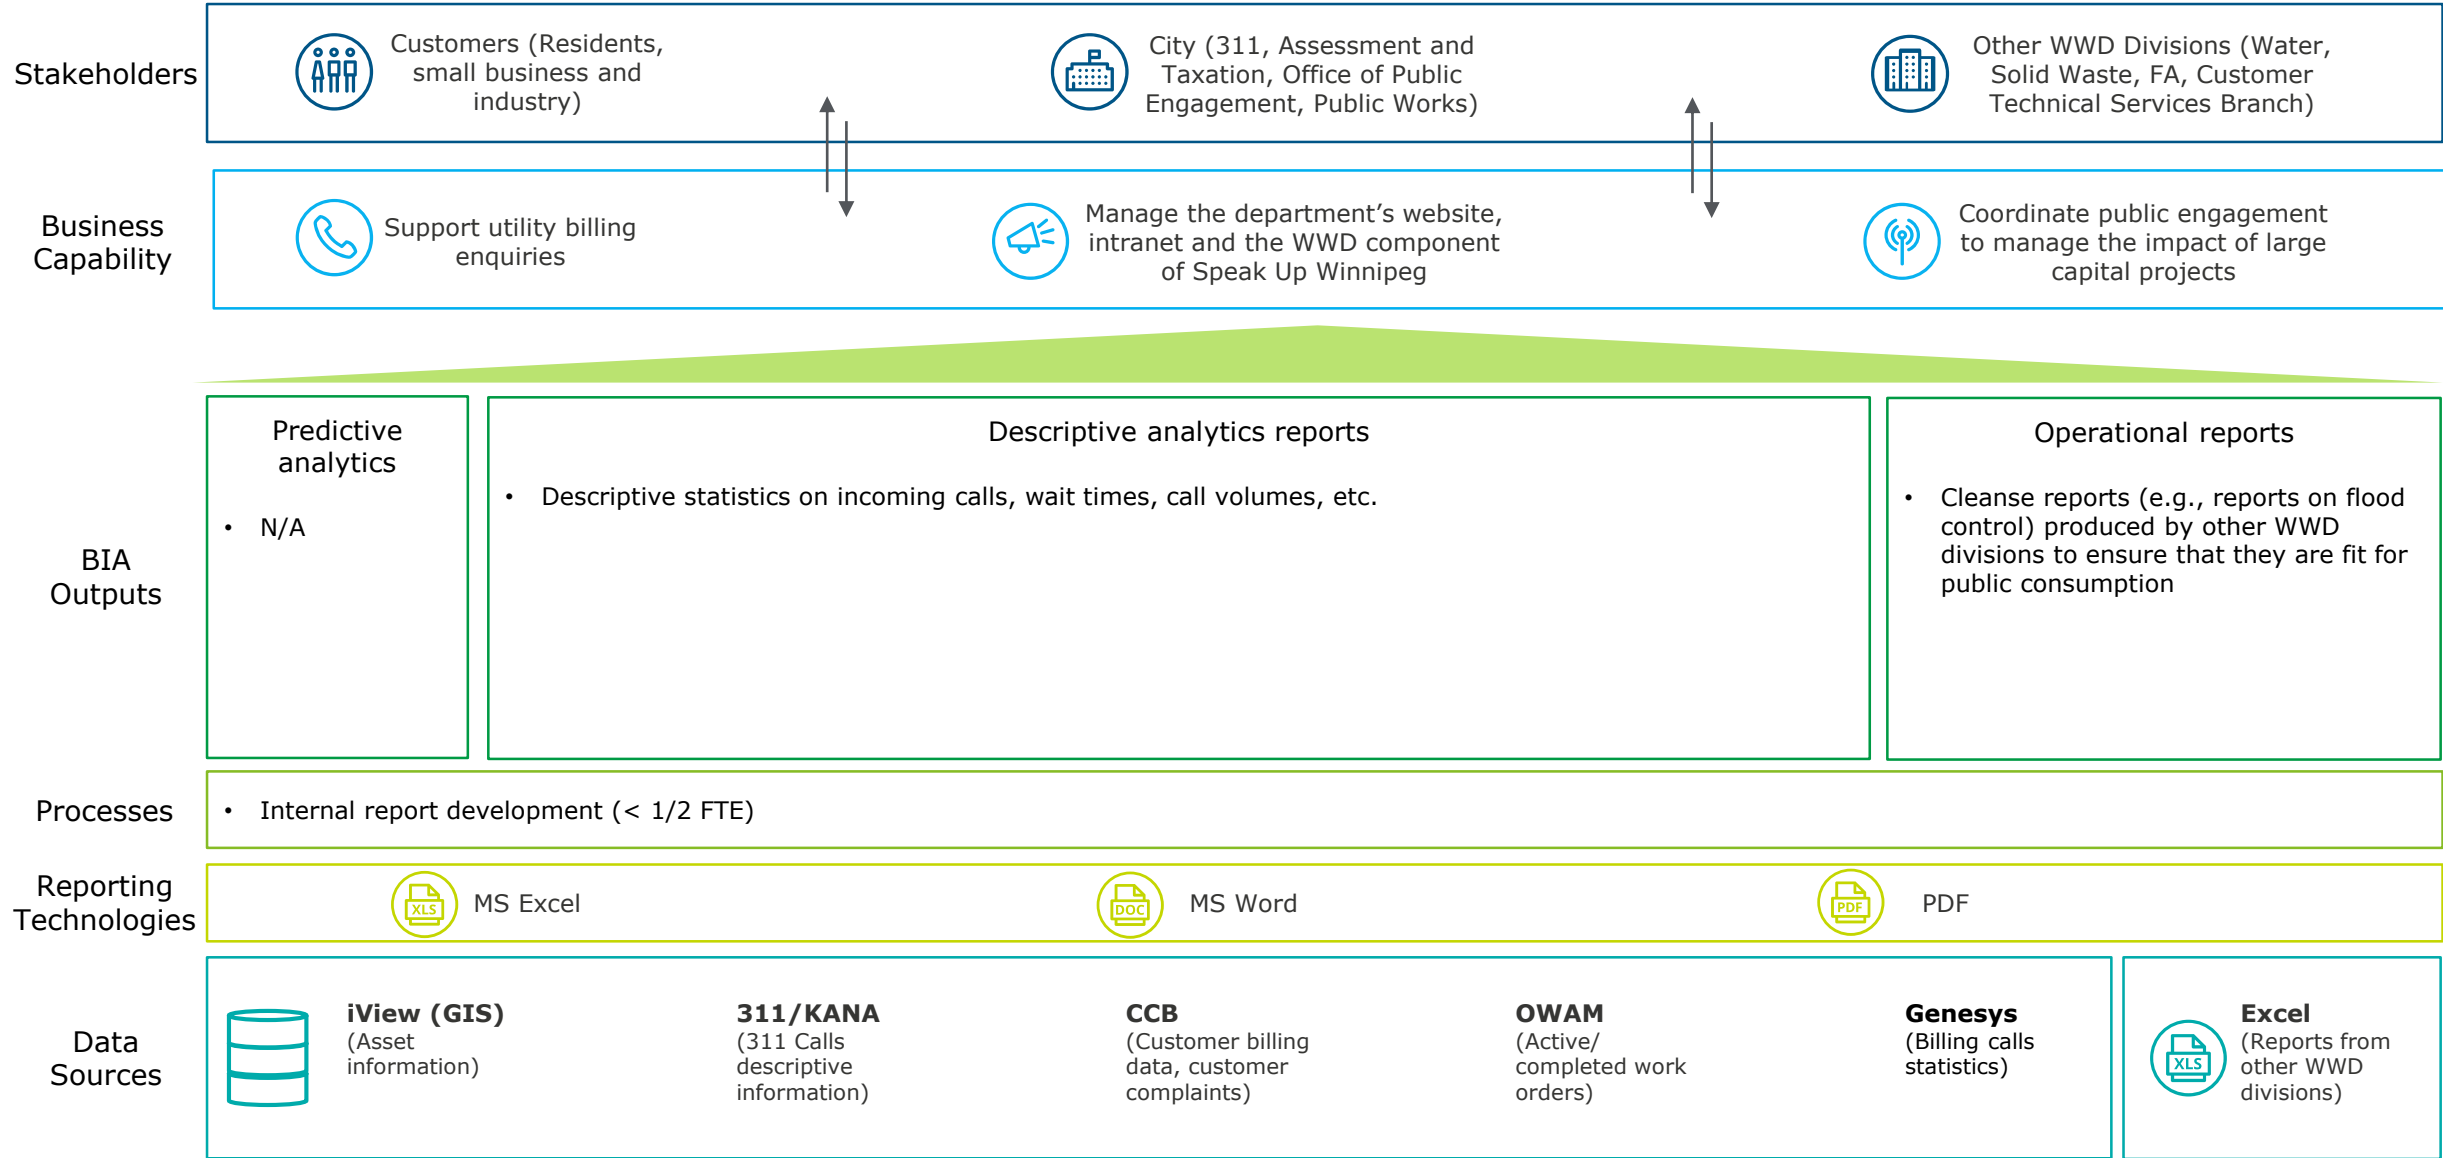 Stakeholders
Customers (Residents,
small business and
industry)
City (311, Assessment and
Taxation, Office of Public
Engagement, Public Works)
Other WWD Divisions (Water,
Solid Waste, FA, Customer
Technical Services Branch)
Business
Capability
Support utility billing
enquiries
Manage the department’s website,
intranet and the WWD component
of Speak Up Winnipeg
Coordinate public engagement
to manage the impact of large
capital projects
BIA
Outputs
Predictive
analytics
• N/A
Descriptive analytics reports
• Descriptive statistics on incoming calls, wait times, call volumes, etc.
Operational reports
• Cleanse reports (e.g., reports on flood
control) produced by other WWD
divisions to ensure that they are fit for
public consumption
Processes
• Internal report development (< 1/2 FTE)
Reporting
Technologies
XLS
MS Excel
DOC
MS Word
PDF
PDF
Data
Sources
iView (GIS)
(Asset
information)
311/KANA
(311 Calls
descriptive
information)
CCB
(Customer billing
data, customer
complaints)
OWAM
(Active/
completed work
orders)
Genesys
(Billing calls
statistics)
XLS
Excel
(Reports from
other WWD
divisions)